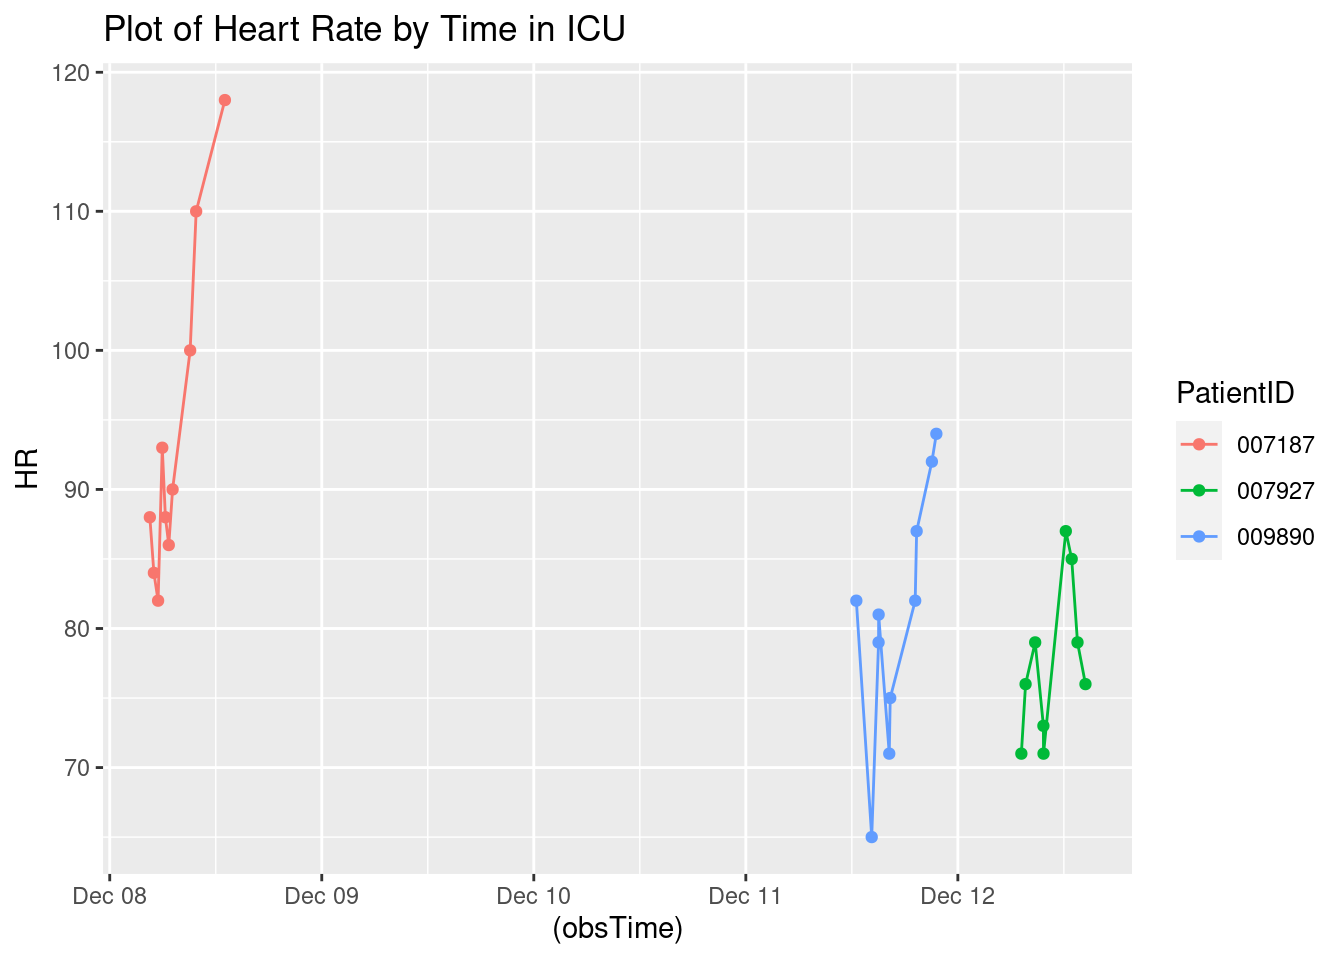 Plot of Heart Rate by Time in ICU
120
110
100
90
80
70
HR
Dec 08
Dec 09
Dec 10
Dec 11
Dec 12
(obsTime)
PatientID
007187
007927
009890